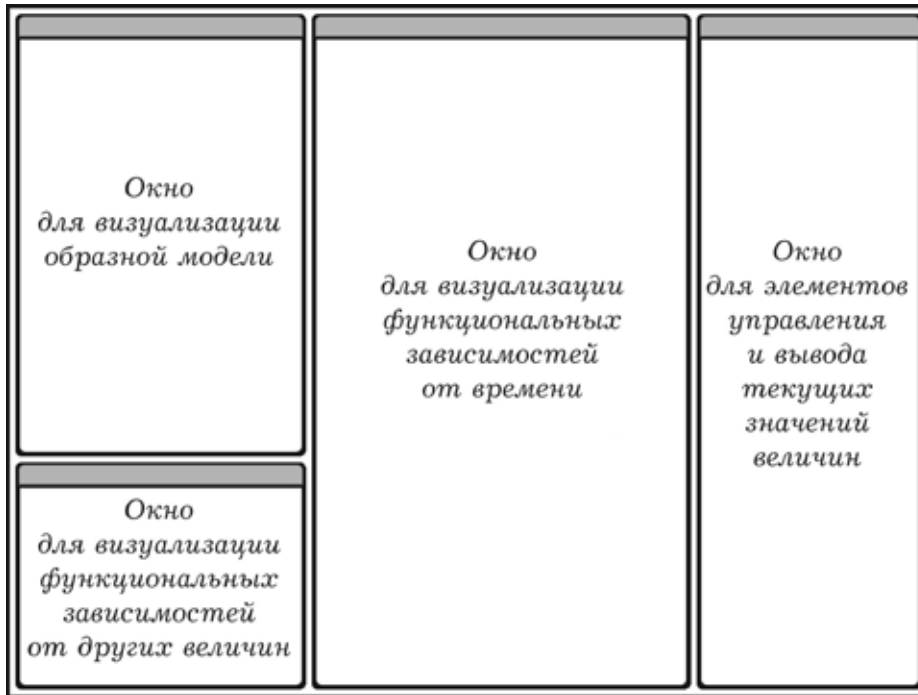 Окно
для визуализации
образной модели
Окно
для визуализации
функциональных
зависимостей
от других величин
Окно
для визуализации
функциональных
зависимостей
от времени
Окно
для элементов
управления
и вывода
текущих
значений
величин